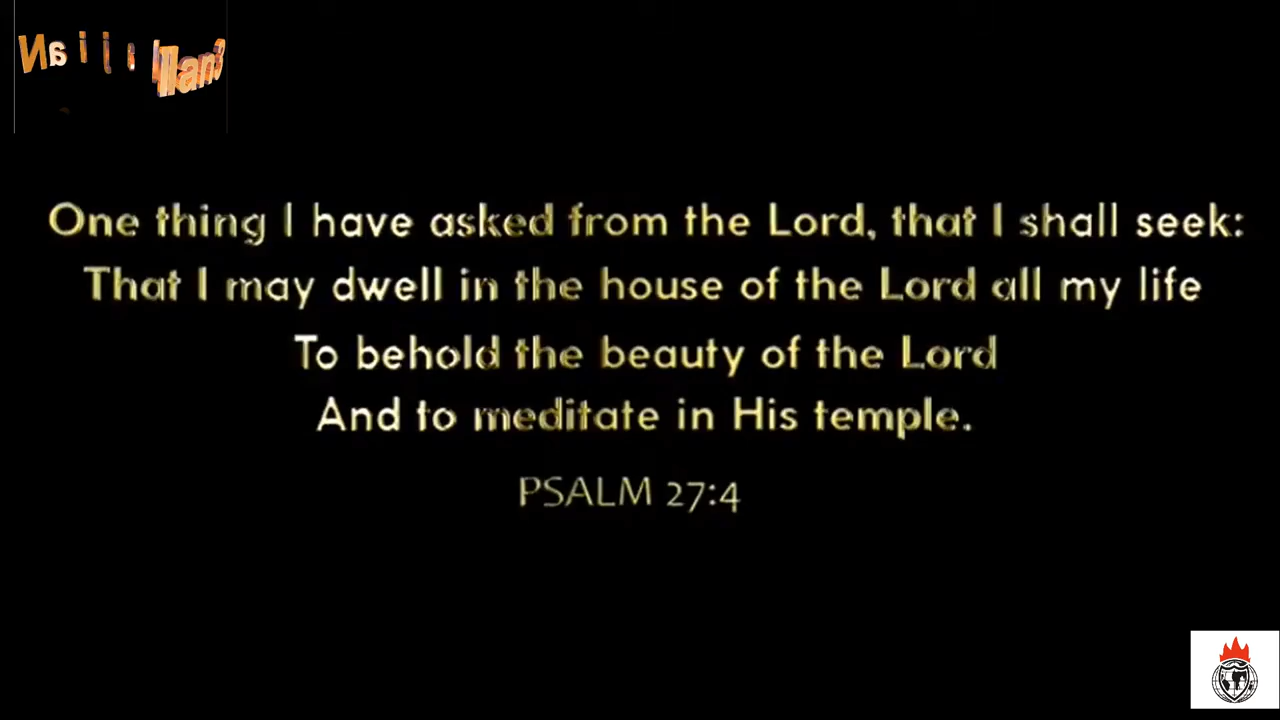 One thing I have asked from the Lord, that I shall seek:
That I may dwell in the house of the Lord all my life
To behold the beauty of the Lord
And to meditate in His temple.
PSALM 27:4